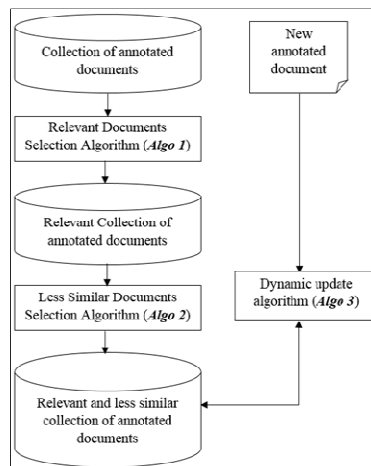 Collection of annotated
documents
New
annotated
document
Relevant Documents
Selection Algorithm (Algo 1)
Relevant Collection of
annotated documents
Less Similar Documents
Selection Algorithm (Algo 2)
Dynamic update
algorithm (Algo 3)
Relevant and less similar
collection of annotated
documents